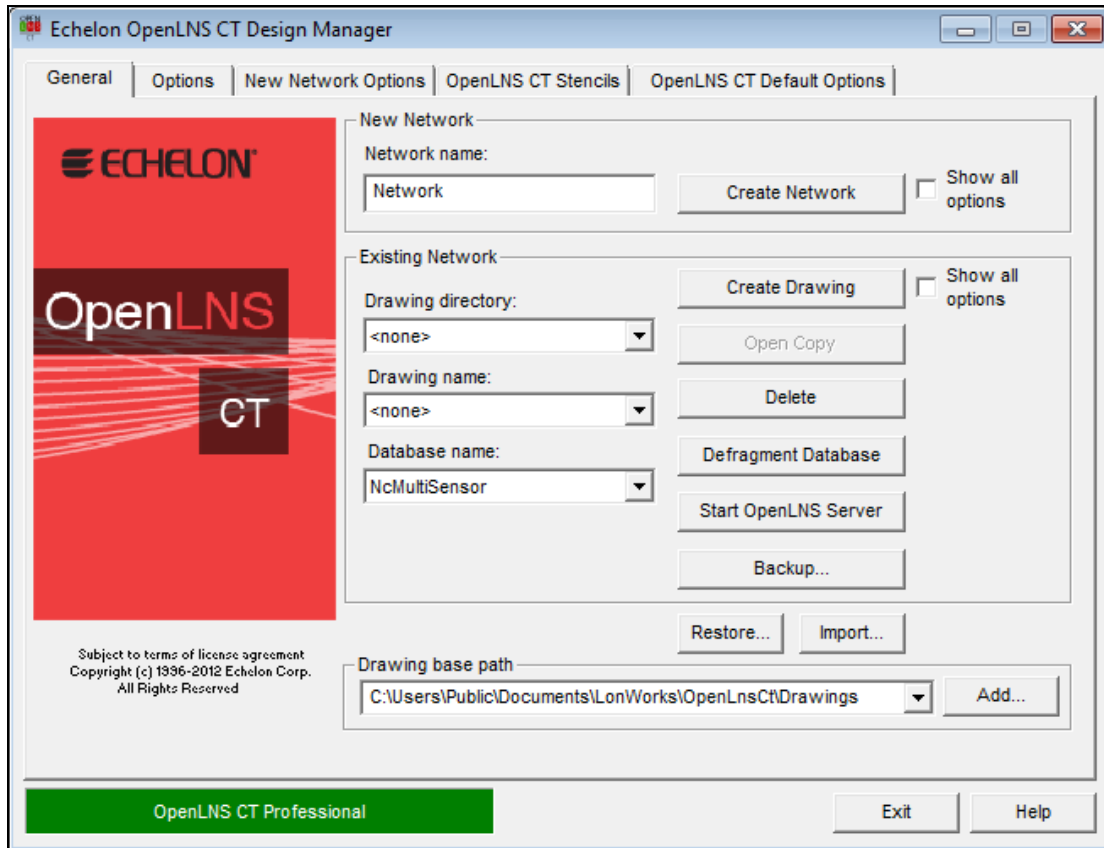 Echelon OpenLNS CT Design Manager
General
Options
New Network Options
OpenLNS CT Stencils
OpenLNS CT Default Options
ECHELON
OpenLNS
CT
Subject to terms of license agreement
Copyright (c) 1996-2012 Echelon Corp.
All Rights Reserved
New Network
Network name:
Network
Create Network
Show all
options
Existing Network
Drawing directory:
<none>
Drawing name:
<none>
Database name:
NcMultiSensor
Create Drawing
Show all
options
Open Copy
Delete
Defragment Database
Start OpenLNS Server
Backup...
Restore...
Import...
Drawing base path
C:\Users\Public\Documents\LonWorks\OpenLnsCt\Drawings
Add...
OpenLNS CT Professional
Exit
Help